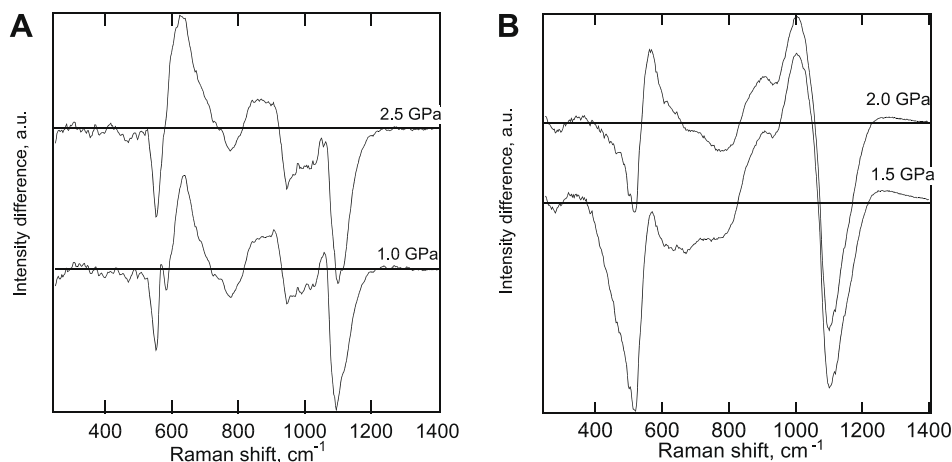 A
2.5 GPa
1.0 GPa
Intensity difference, a.u.
400 600 800 1000 1200 1400
Raman shift, cm-1
B
2.0 GPa
1.5 GPa
Intensity difference, a.u.
400 600 800 1000 1200 1400
Raman shift, cm-1